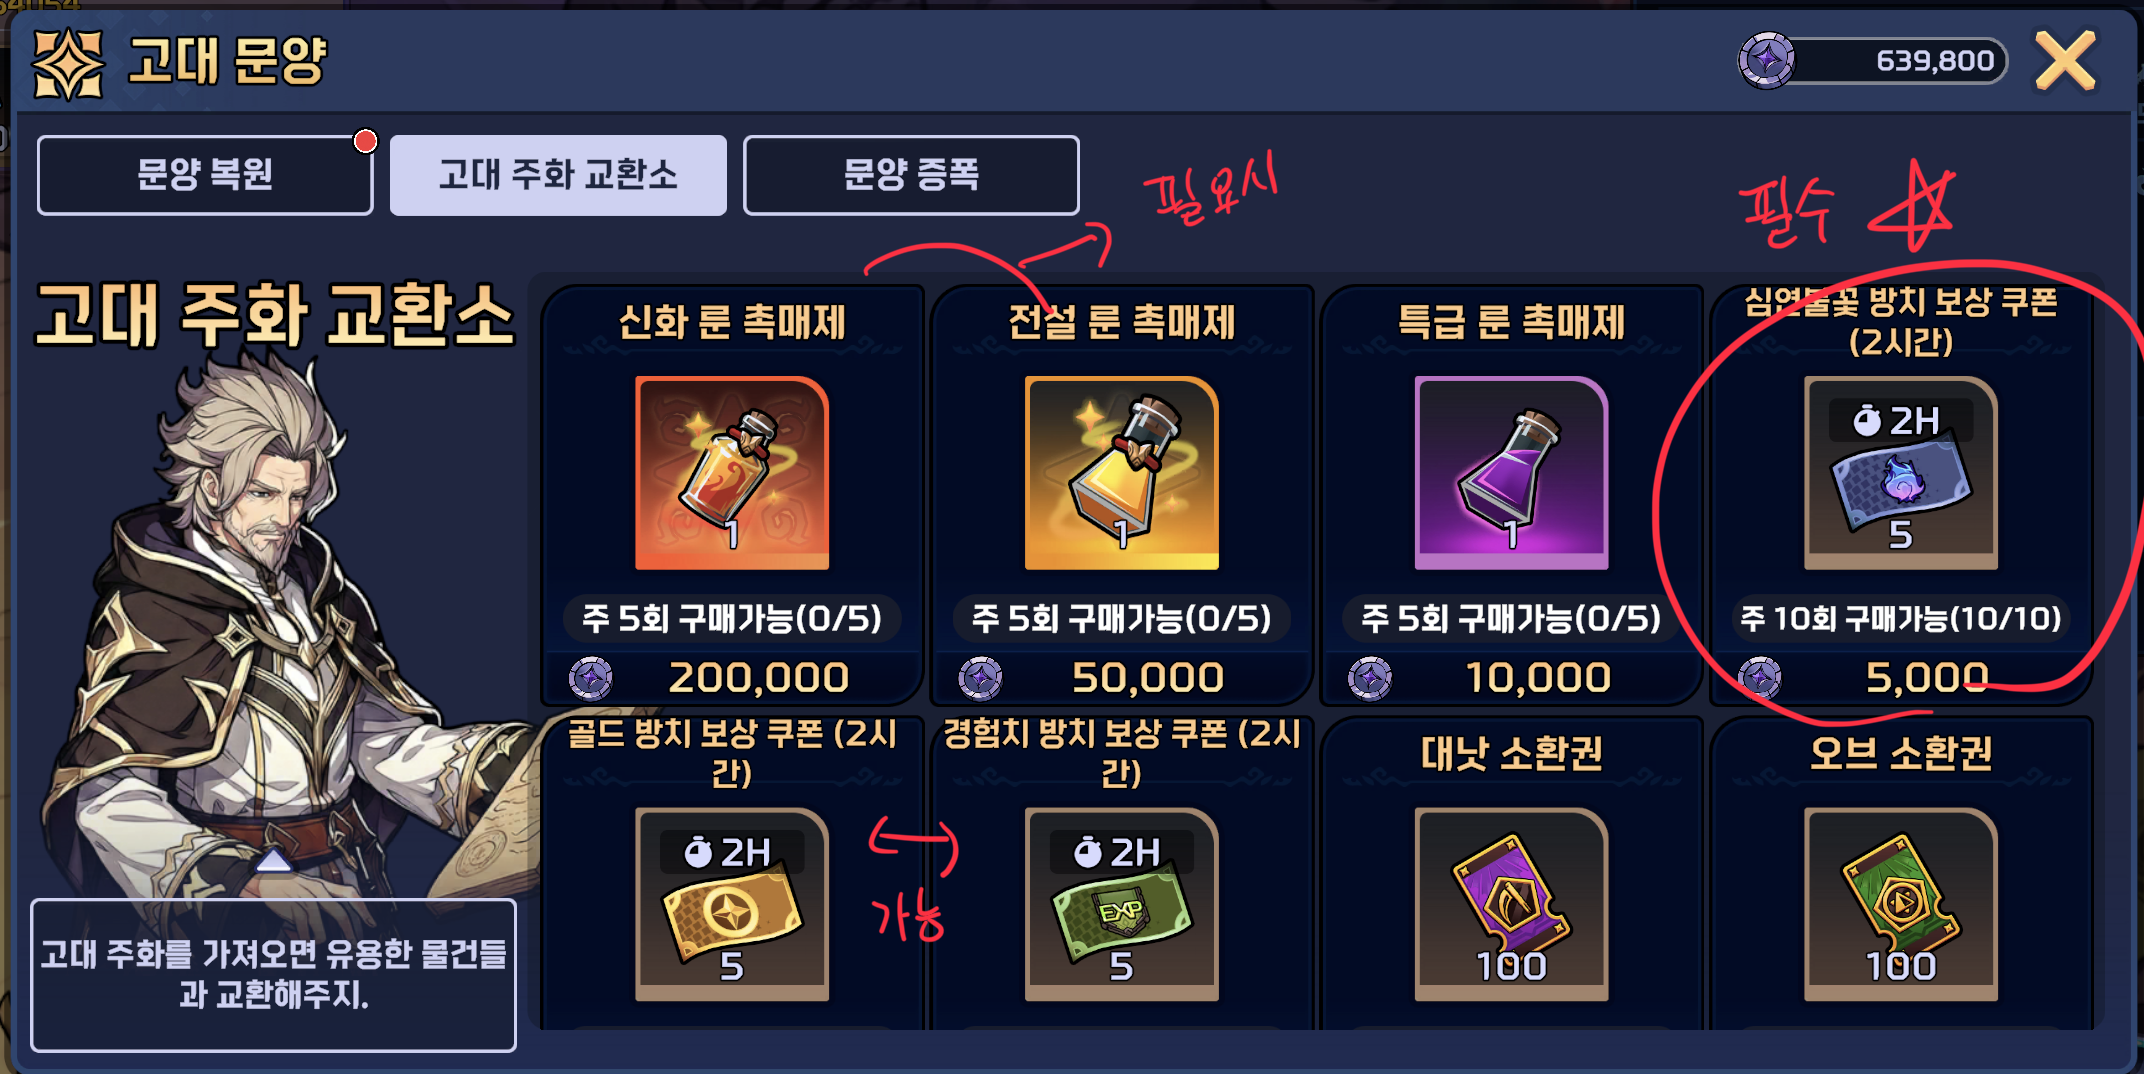 고대 문양
639,800
문양 복원
고대 주화 교환소
문양 증폭
필요시
필수
고대 주화 교환소
신화 룬 촉매제
1
주 5회 구매가능(0/5)
200,000
전설 룬 촉매제
1
주 5회 구매가능(0/5)
50,000
특급 룬 촉매제
1
주 5회 구매가능(0/5)
10,000
심연불꽃 방치 보상 쿠폰
(2시간)
2H
5
주 10회 구매가능(10/10)
5,000
골드 방치 보상 쿠폰 (2시
간)
2H
5
가능
경험치 방치 보상 쿠폰 (2시
간)
2H
EXP
5
대낫 소환권
100
오브 소환권
100
고대 주화를 가져오면 유용한 물건들
과 교환해주지.